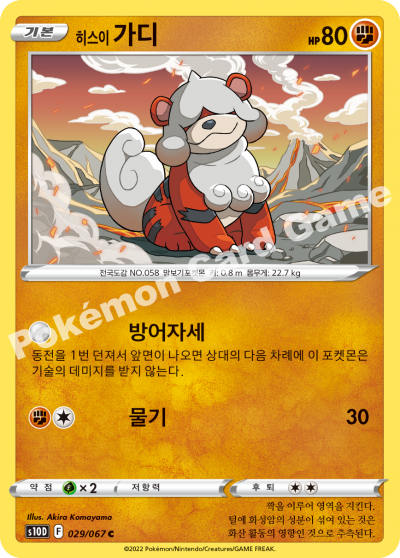 기본 히스이 가디 HP 80
전국도감 NO.058 망보기포켓몬 키: 0.8 m 몸무게: 22.7 kg
Pokémon Card Game
방어자세
동전을 1번 던져서 앞면이 나오면 상대의 다음 차례에 이 포켓몬은
기술의 데미지를 받지 않는다.
물기 30
약점 ×2 저항력 후퇴
Illus. Akira Komayama
짝을 이루어 영역을 지킨다.
털에 화성암의 성분이 섞여 있는 것은
화산 활동의 영향인 것으로 추측된다.
s10D F 029/067 C
©2022 Pokémon/Nintendo/Creatures/GAME FREAK.